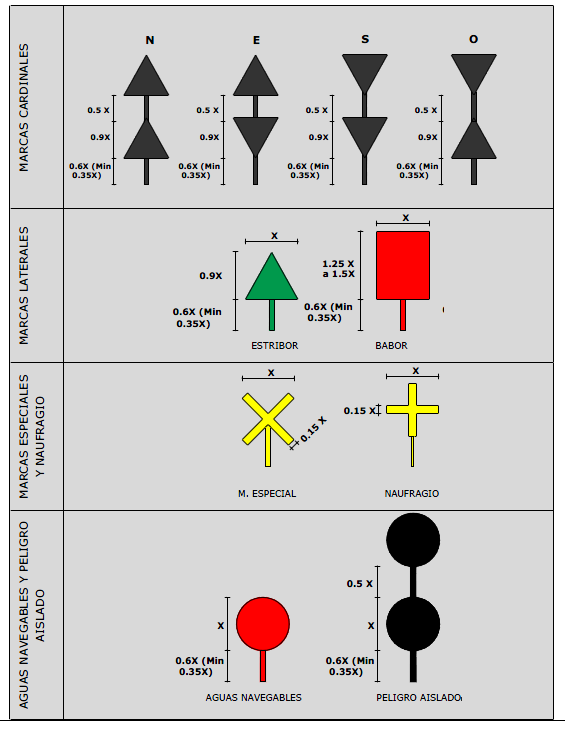 MARCAS CARDINALES
N E S O
0.5 X 0.5 X 0.5 X 0.5 X
0.9X 0.9X 0.9X 0.9X
0.6X (Min 0.6X (Min 0.6X (Min 0.6X (Min
0.35X) 0.35X) 0.35X) 0.35X)
MARCAS LATERALES
X
0.9X
0.6X (Min
0.35X)
ESTRIBOR
X
1.25 X
a 1.5X
0.6X (Min
0.35X)
BABOR
MARCAS ESPECIALES
Y NAUFRAGIO
X
0.15 X
M. ESPECIAL
X
0.15 X
NAUFRAGIO
AGUAS NAVEGABLES Y PELIGRO
AISLADO
X
0.6X (Min
0.35X)
AGUAS NAVEGABLES
0.5 X
X
0.6X (Min
0.35X)
PELIGRO AISLADO